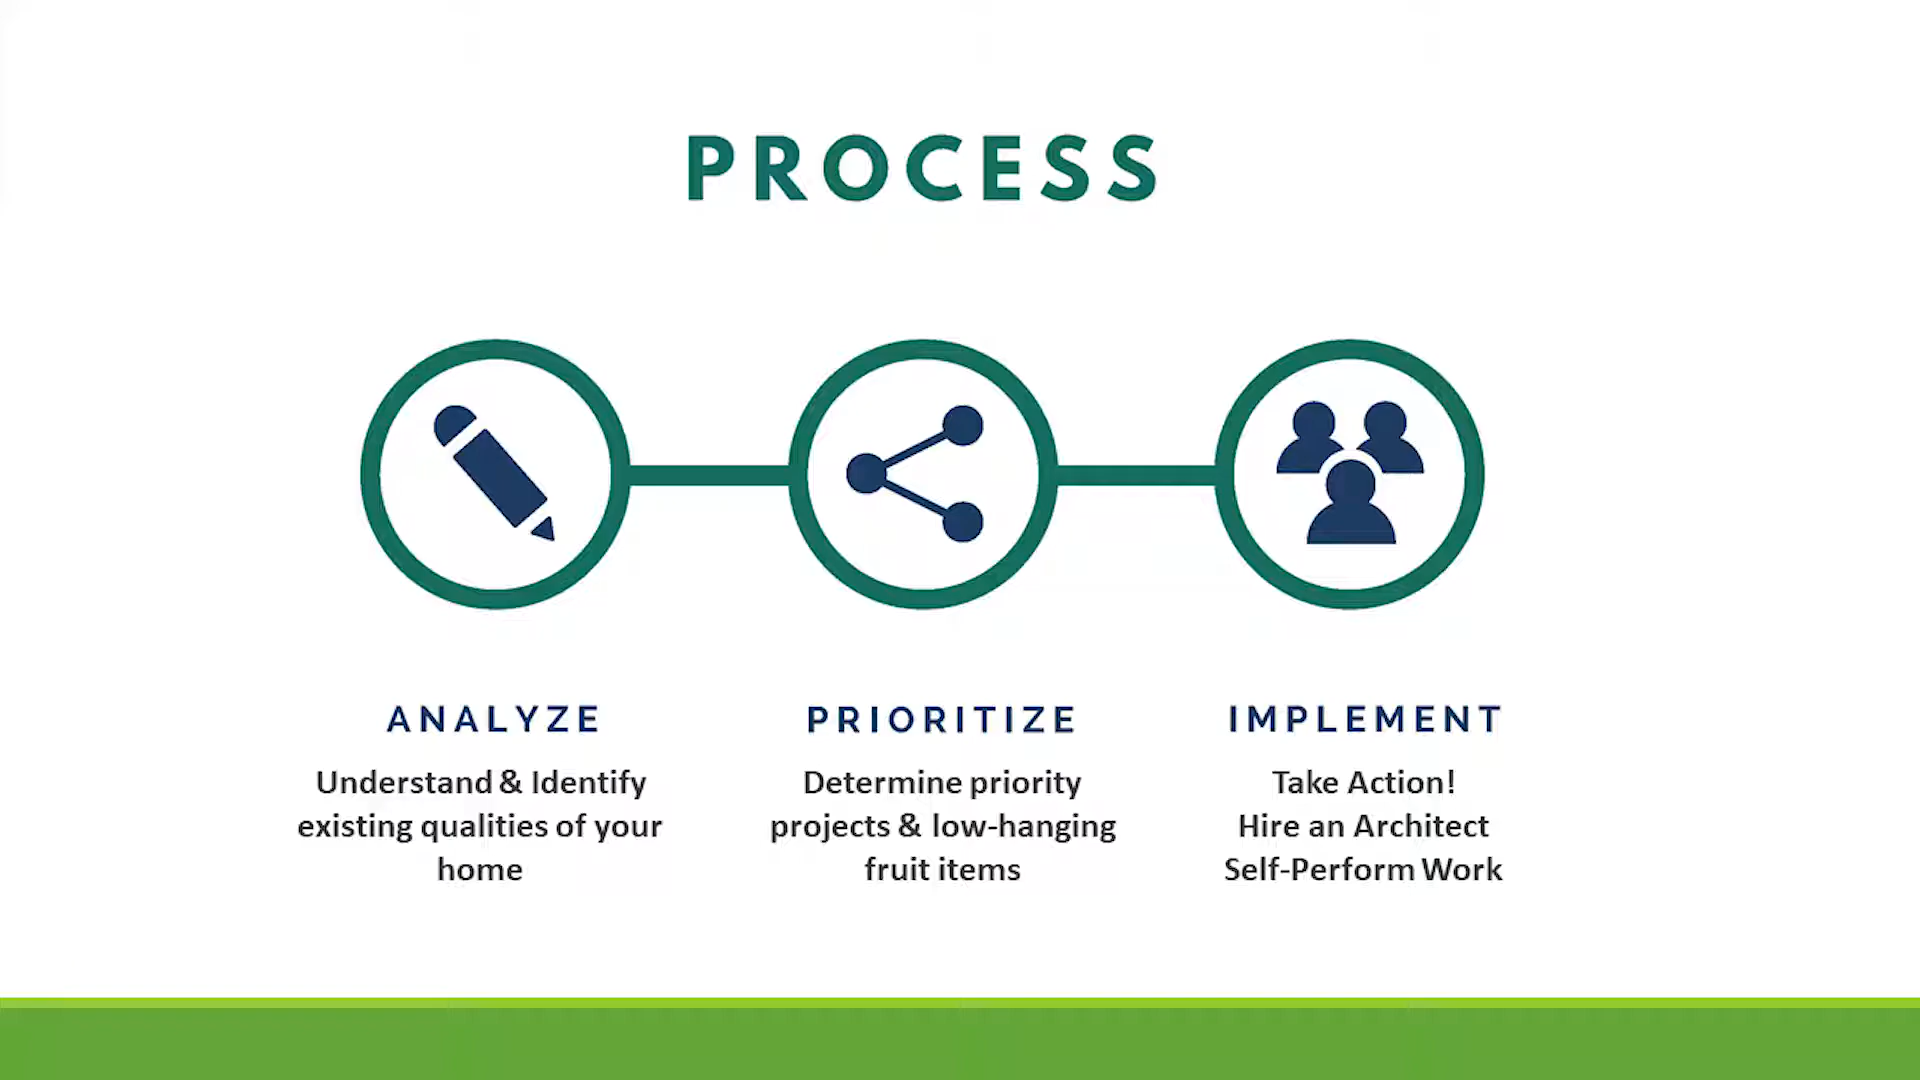 PROCESS
ANALYZE
Understand & Identify
existing qualities of your
home
PRIORITIZE
Determine priority
projects & low-hanging
fruit items
IMPLEMENT
Take Action!
Hire an Architect
Self-Perform Work